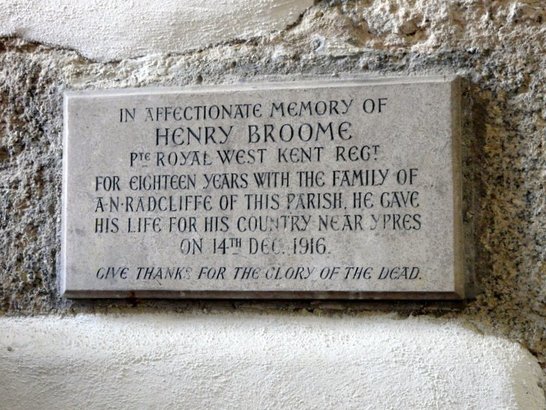 IN AFFECTIONATE MEMORY OF
HENRY BROOME
PTE ROYAL WEST KENT REGT
FOR EIGHTEEN YEARS WITH THE FAMILY OF
A·N·RADCLIFFE OF THIS PARISH, HE GAVE
HIS LIFE FOR HIS COUNTRY NEAR YPRES
ON 14TH DEC. 1916.
GIVE THANKS FOR THE GLORY OF THE DEAD.